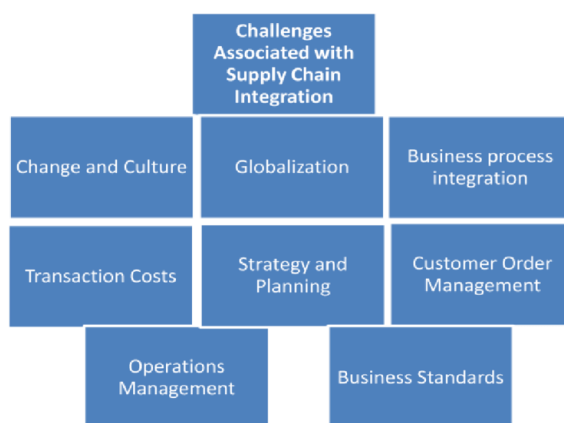 Challenges
Associated with
Supply Chain
Integration
Change and Culture
Globalization
Business process
integration
Transaction Costs
Strategy and
Planning
Customer Order
Management
Operations
Management
Business Standards